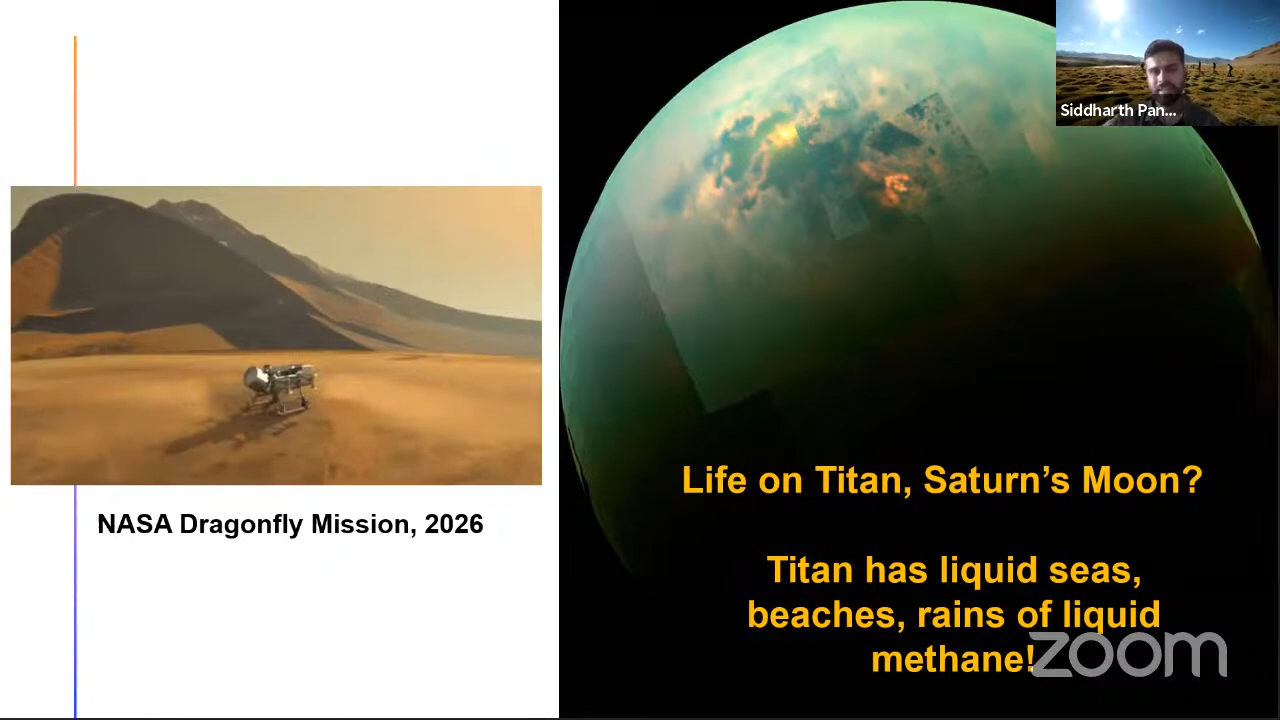 Siddharth Pan...
NASA Dragonfly Mission, 2026
Life on Titan, Saturn’s Moon?
Titan has liquid seas,
beaches, rains of liquid
methane!
zoom